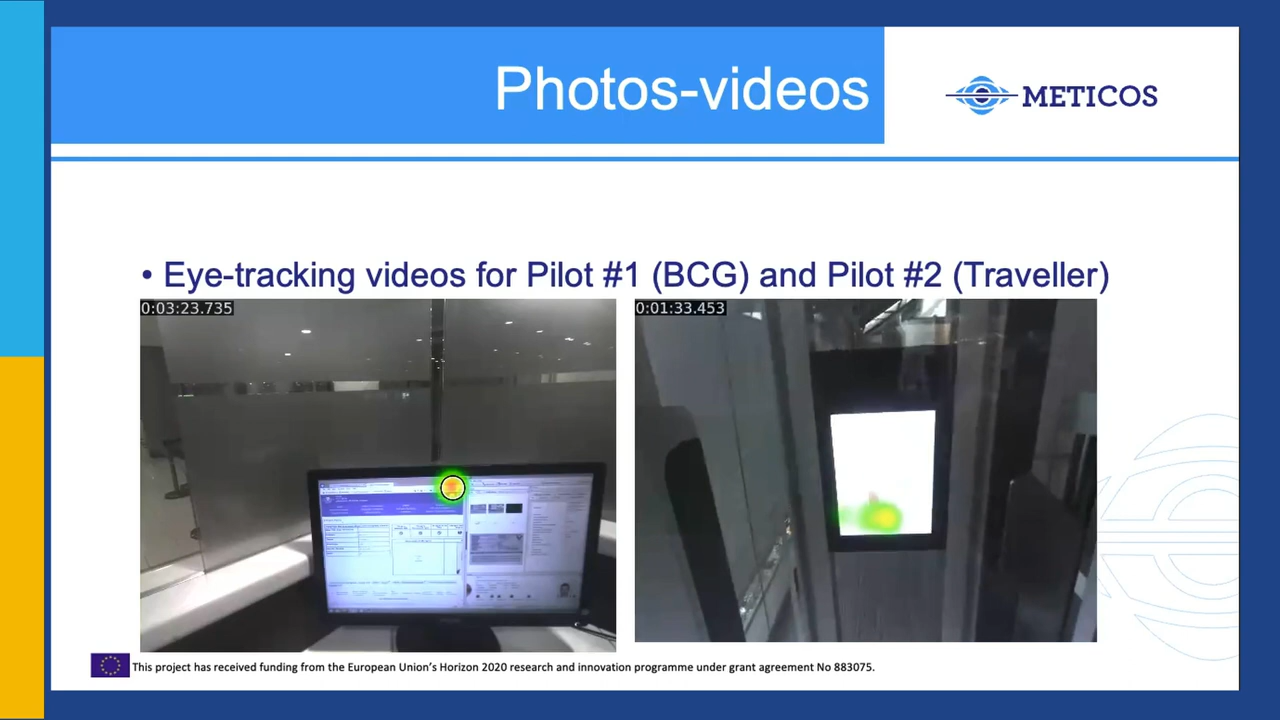 Photos-videos
METICOS
• Eye-tracking videos for Pilot #1 (BCG) and Pilot #2 (Traveller)
0:03:23.735
0:01:33.453
This project has received funding from the European Union's Horizon 2020 research and innovation programme under grant agreement No 883075.